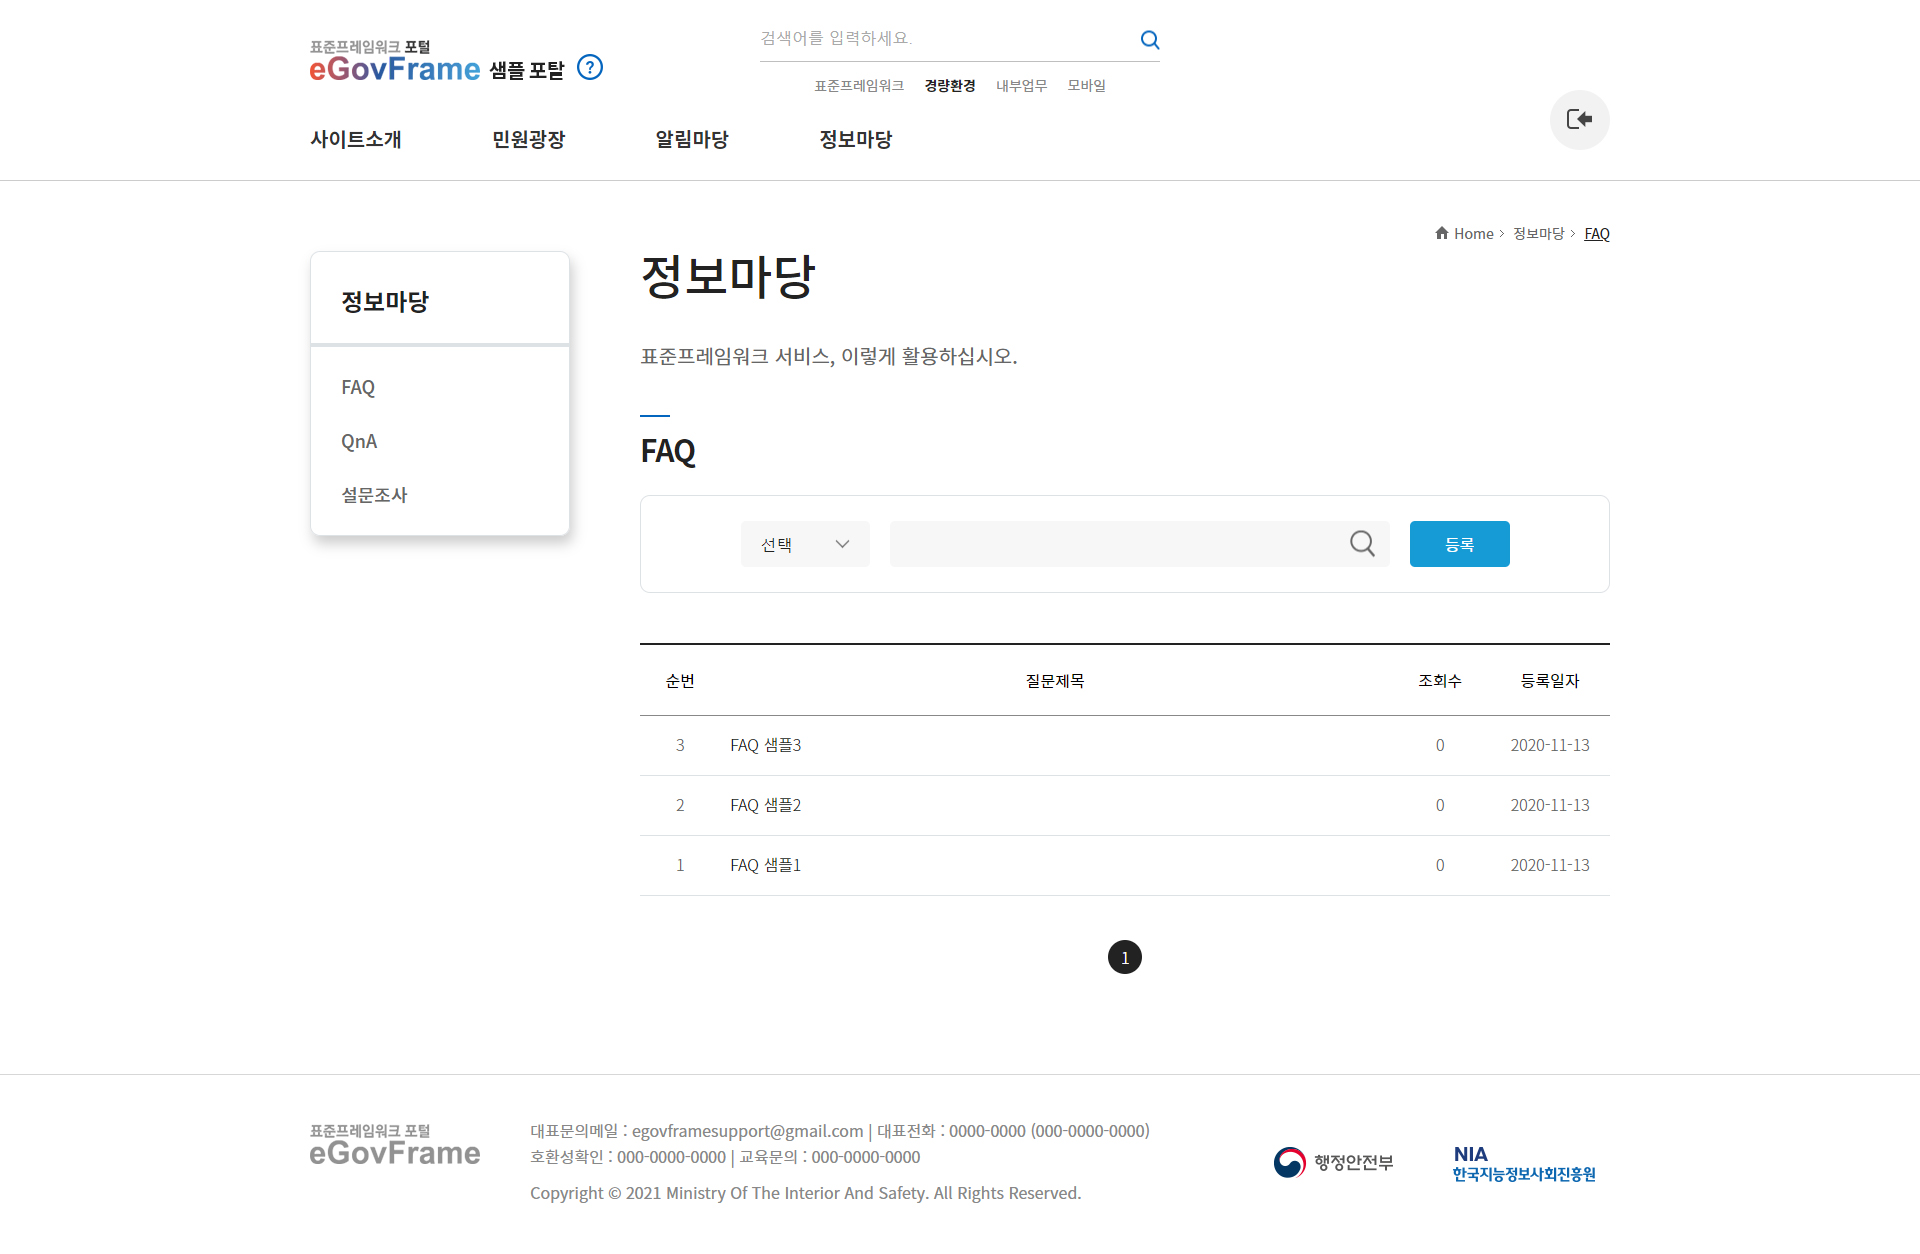 표준프레임워크 포털
eGovFrame 샘플 포탈 ?
검색어를 입력하세요.
표준프레임워크 경량환경 내부업무 모바일
사이트소개 민원광장 알림마당 정보마당
Home > 정보마당 > FAQ
정보마당
FAQ
QnA
설문조사
정보마당
표준프레임워크 서비스, 이렇게 활용하십시오.
FAQ
선택 등록
순번 질문제목 조회수 등록일자
3 FAQ 샘플3 0 2020-11-13
2 FAQ 샘플2 0 2020-11-13
1 FAQ 샘플1 0 2020-11-13
1
표준프레임워크 포털
eGovFrame
대표문의메일 : egovframesupport@gmail.com | 대표전화 : 0000-0000 (000-0000-0000)
호환성확인 : 000-0000-0000 | 교육문의 : 000-0000-0000
Copyright © 2021 Ministry Of The Interior And Safety. All Rights Reserved.
행정안전부
NIA
한국지능정보사회진흥원